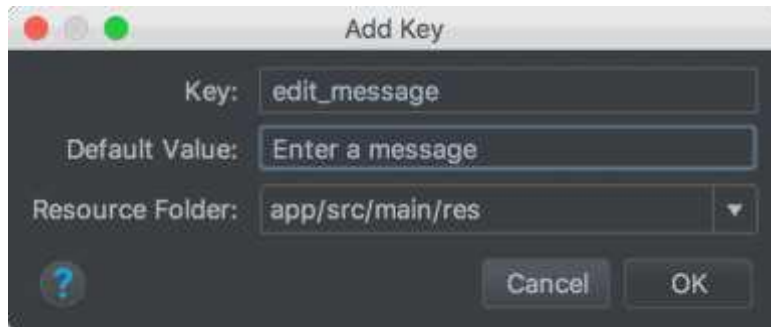 Add Key
Key: edit_message
Default Value: Enter a message
Resource Folder: app/src/main/res
? Cancel OK